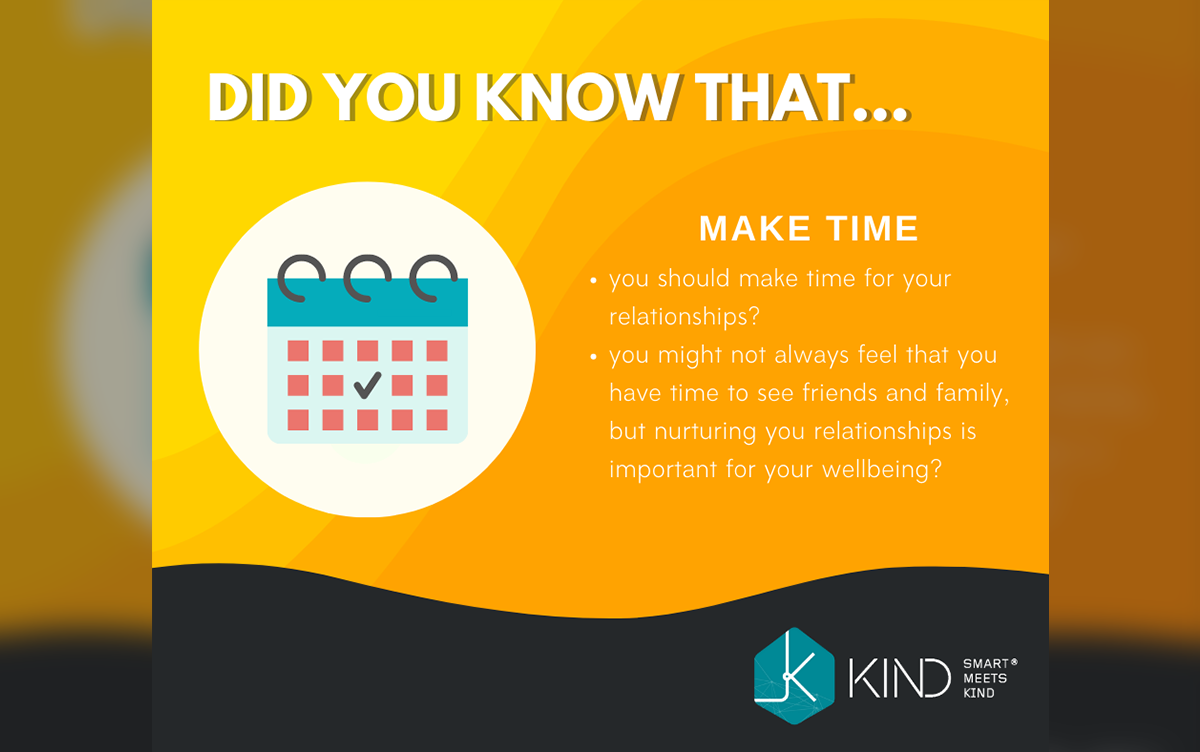 DID YOU KNOW THAT...
MAKE TIME
• you should make time for your
relationships?
• you might not always feel that you
have time to see friends and family,
but nurturing you relationships is
important for your wellbeing?
K
KIND
SMART®
MEETS
KIND